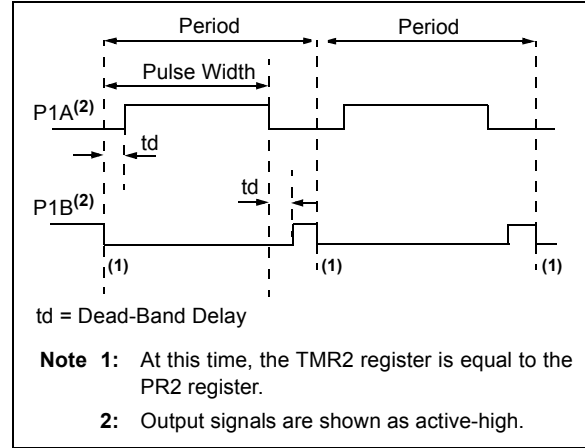 Period Period
Pulse Width
P1A(2)
td
td
P1B(2)
(1) (1) (1)
td = Dead-Band Delay
Note 1: At this time, the TMR2 register is equal to the
PR2 register.
2: Output signals are shown as active-high.